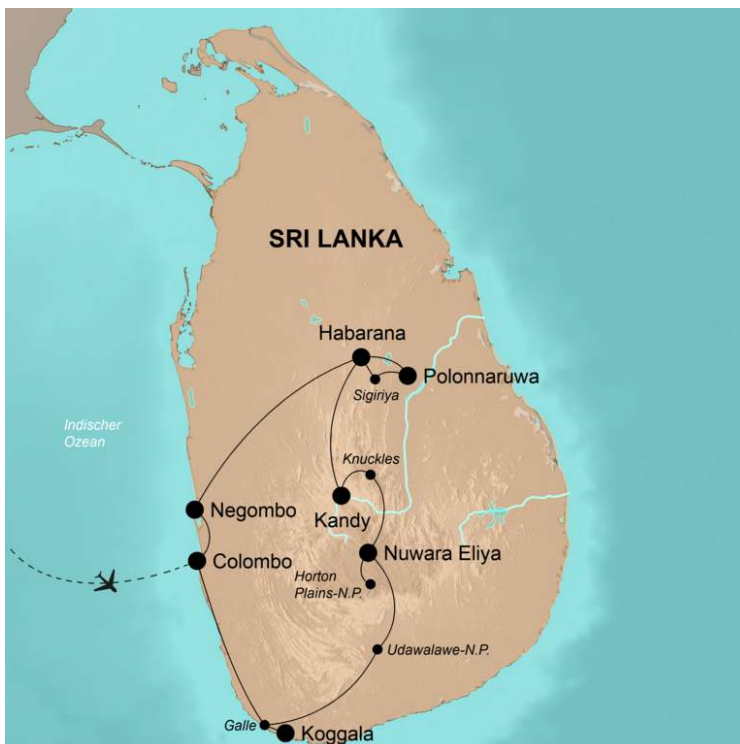 SRI LANKA
Habarana
Polonnaruwa
Sigiriya
Indischer
Ozean
Knuckles
Kandy
Negombo
Nuwara Eliya
Colombo
Horton
Plains-N.P.
Udawalawe-N.P.
Galle
Koggala